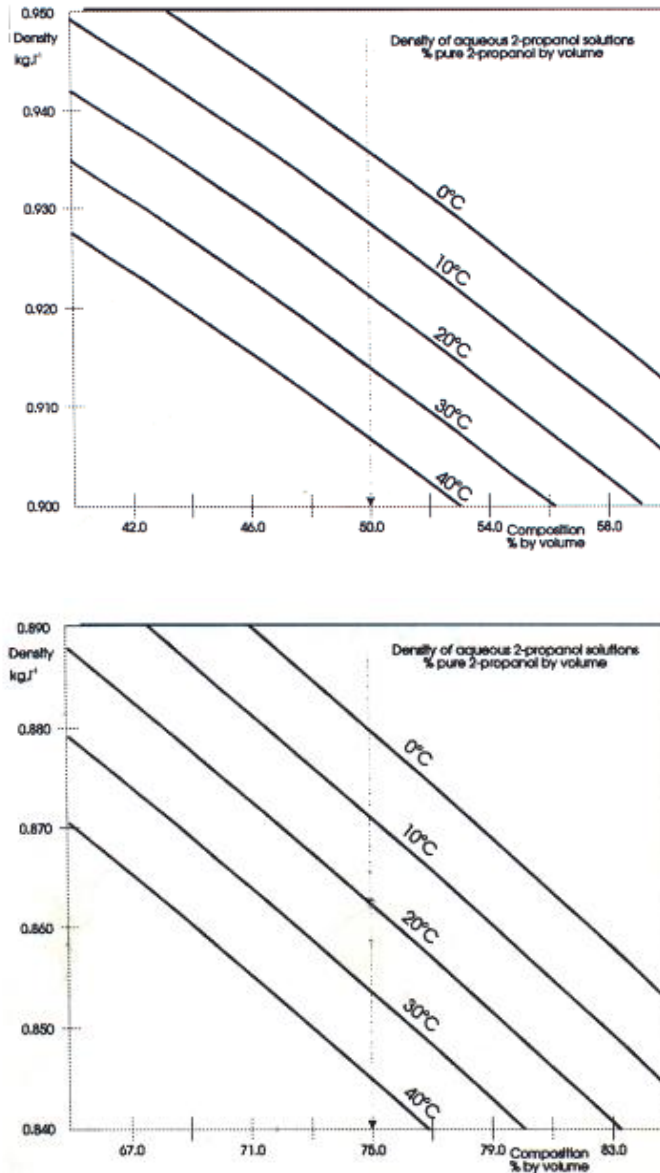 0.950
Density
kg.l⁻¹
0.940
0.930
0.920
0.910
0.900
Density of aqueous 2-propanol solutions
% pure 2-propanol by volume
0°C
10°C
20°C
30°C
40°C
42.0
46.0
50.0
54.0
58.0
Composition
% by volume
0.890
Density
kg.l⁻¹
0.880
0.870
0.860
0.850
0.840
Density of aqueous 2-propanol solutions
% pure 2-propanol by volume
0°C
10°C
20°C
30°C
40°C
67.0
71.0
75.0
79.0
83.0
Composition
% by volume